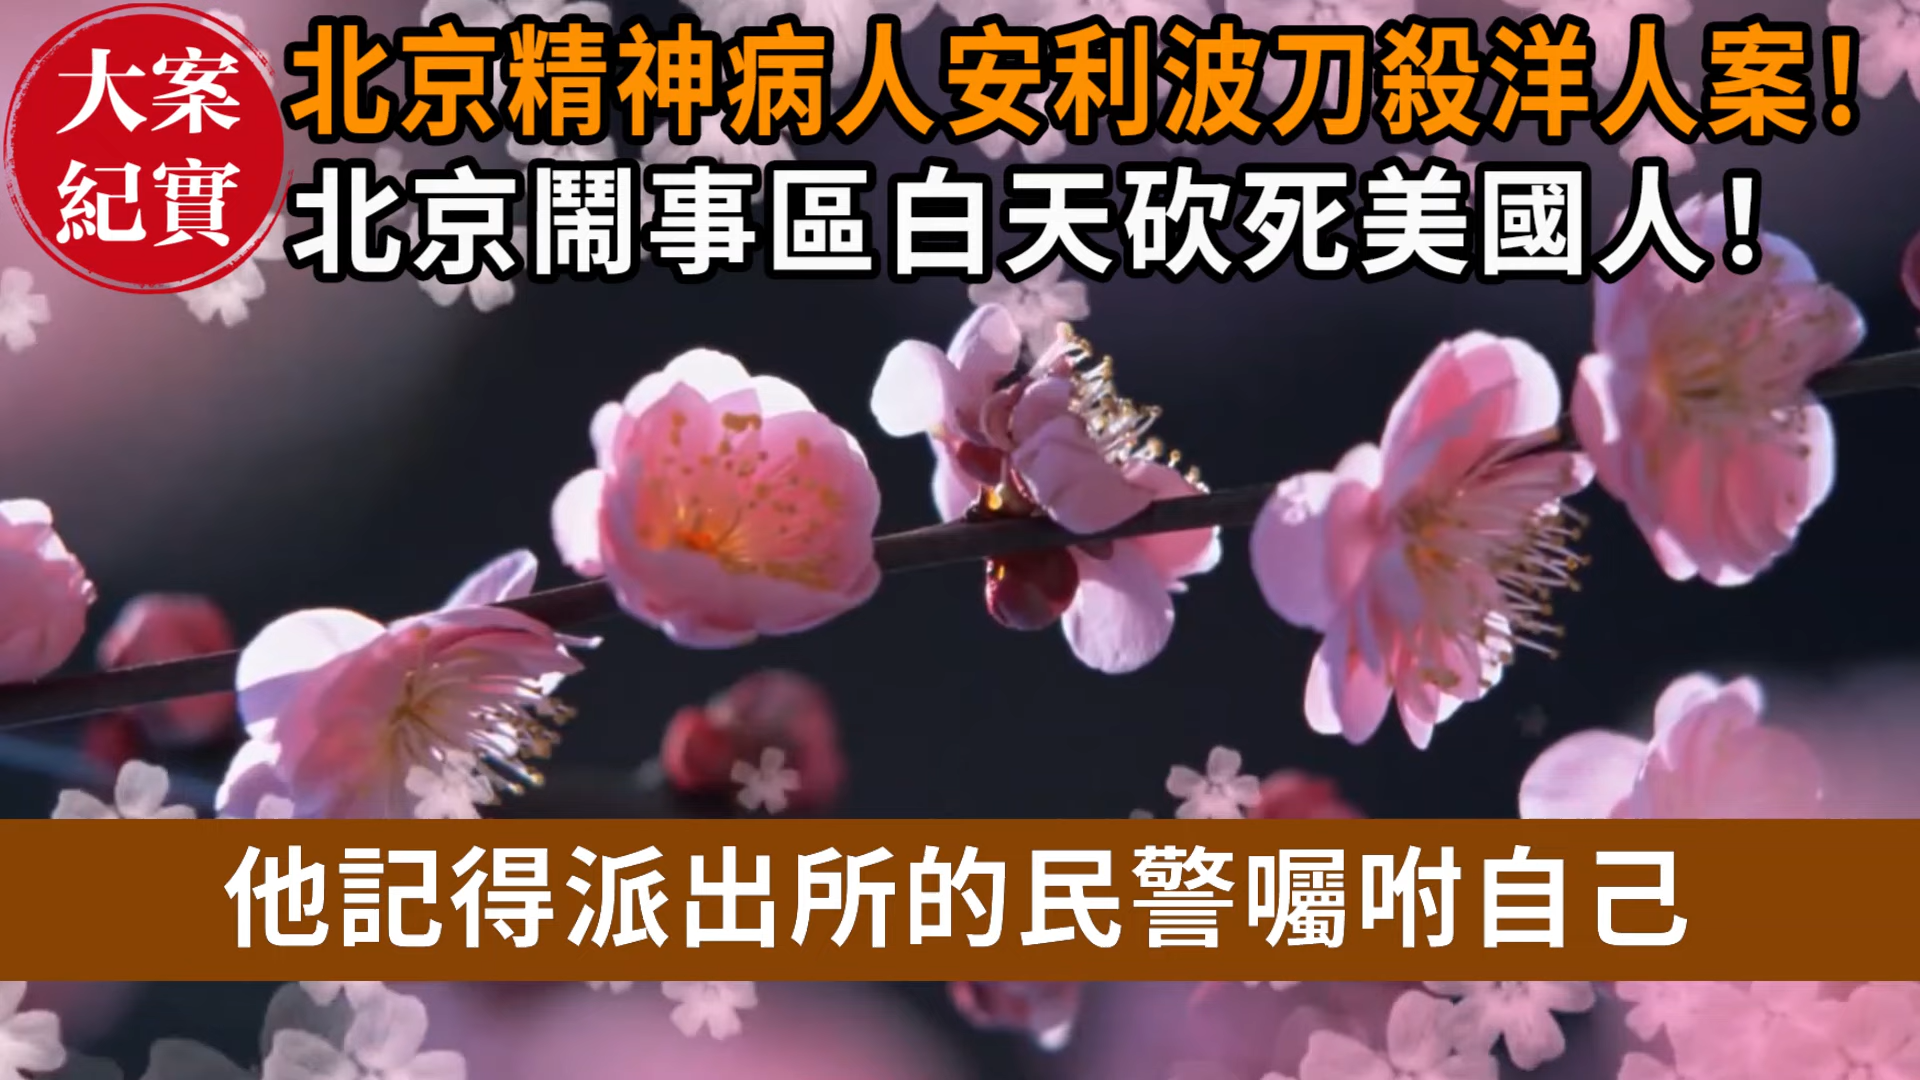 大案
紀實
北京精神病人安利波刀殺洋人案!
北京鬧事區白天砍死美國人!
他記得派出所的民警囑咐自己